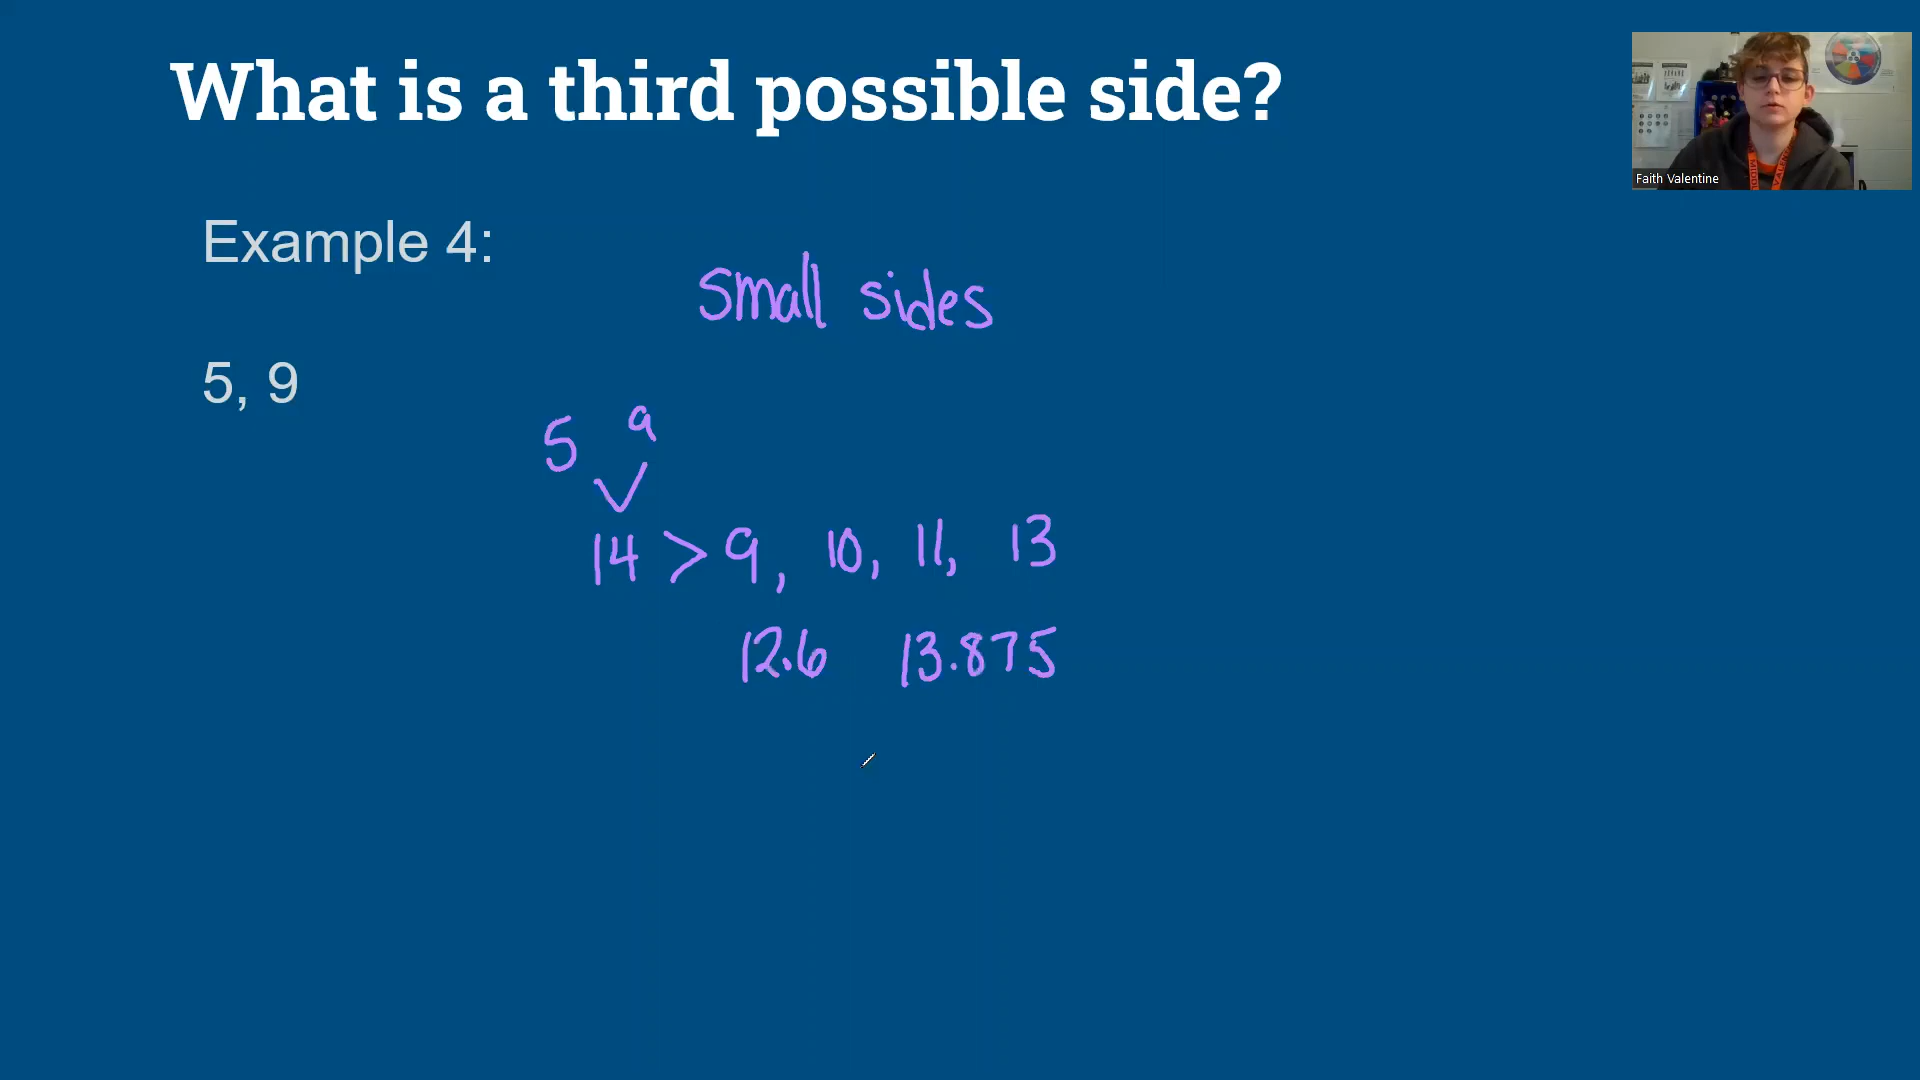 What is a third possible side?
Faith Valentine
Example 4:
small sides
5, 9
5 9
14 > 9, 10, 11, 13
12.6 13.875